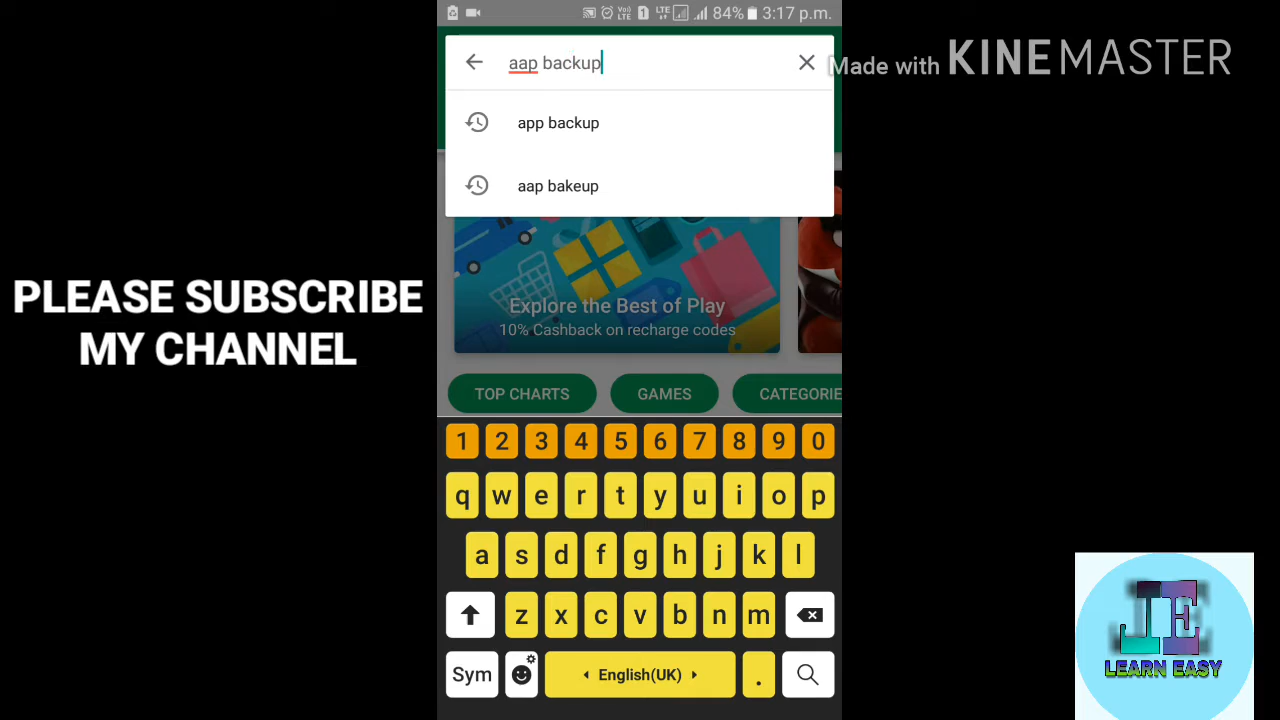 84% 3:17 p.m.
aap backup
Made with KINEMASTER
app backup
aap bakeup
PLEASE SUBSCRIBE
MY CHANNEL
Explore the Best of Play
10% Cashback on recharge codes
TOP CHARTS GAMES CATEGORIE
1 2 3 4 5 6 7 8 9 0
q w e r t y u i o p
a s d f g h j k l
z x c v b n m
Sym English(UK) .
LE
LEARN EASY